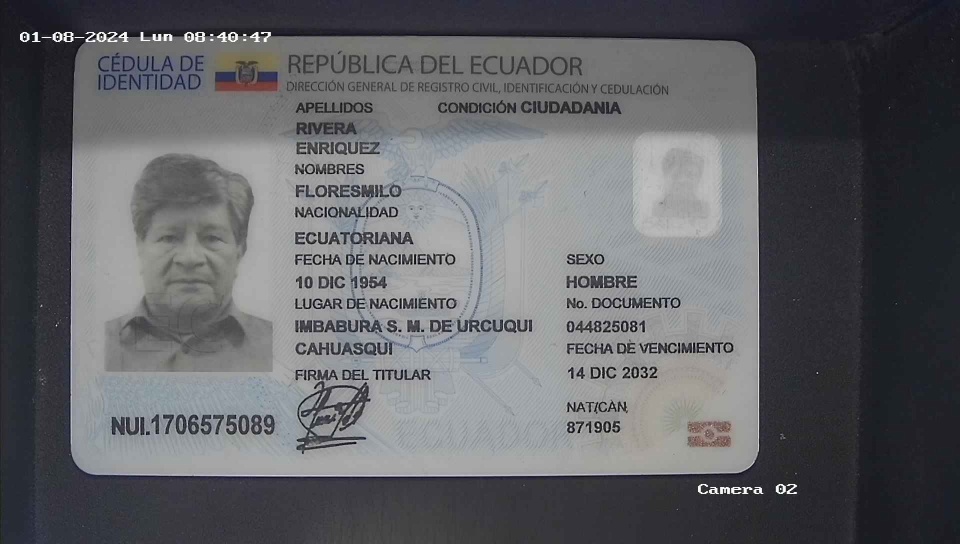 01-08-2024 Lun 08:40:47
CÉDULA DE
IDENTIDAD
REPÚBLICA DEL ECUADOR
DIRECCIÓN GENERAL DE REGISTRO CIVIL, IDENTIFICACIÓN Y CEDULACIÓN
APELLIDOS
CONDICIÓN CIUDADANIA
RIVERA
ENRIQUEZ
NOMBRES
FLORESMILO
NACIONALIDAD
ECUATORIANA
FECHA DE NACIMIENTO
SEXO
10 DIC 1954
HOMBRE
LUGAR DE NACIMIENTO
No. DOCUMENTO
IMBABURA S. M. DE URCUQUI
044825081
CAHUASQUI
FECHA DE VENCIMIENTO
FIRMA DEL TITULAR
14 DIC 2032
NAT/CAN
NUI.1706575089
871905
Camera 02